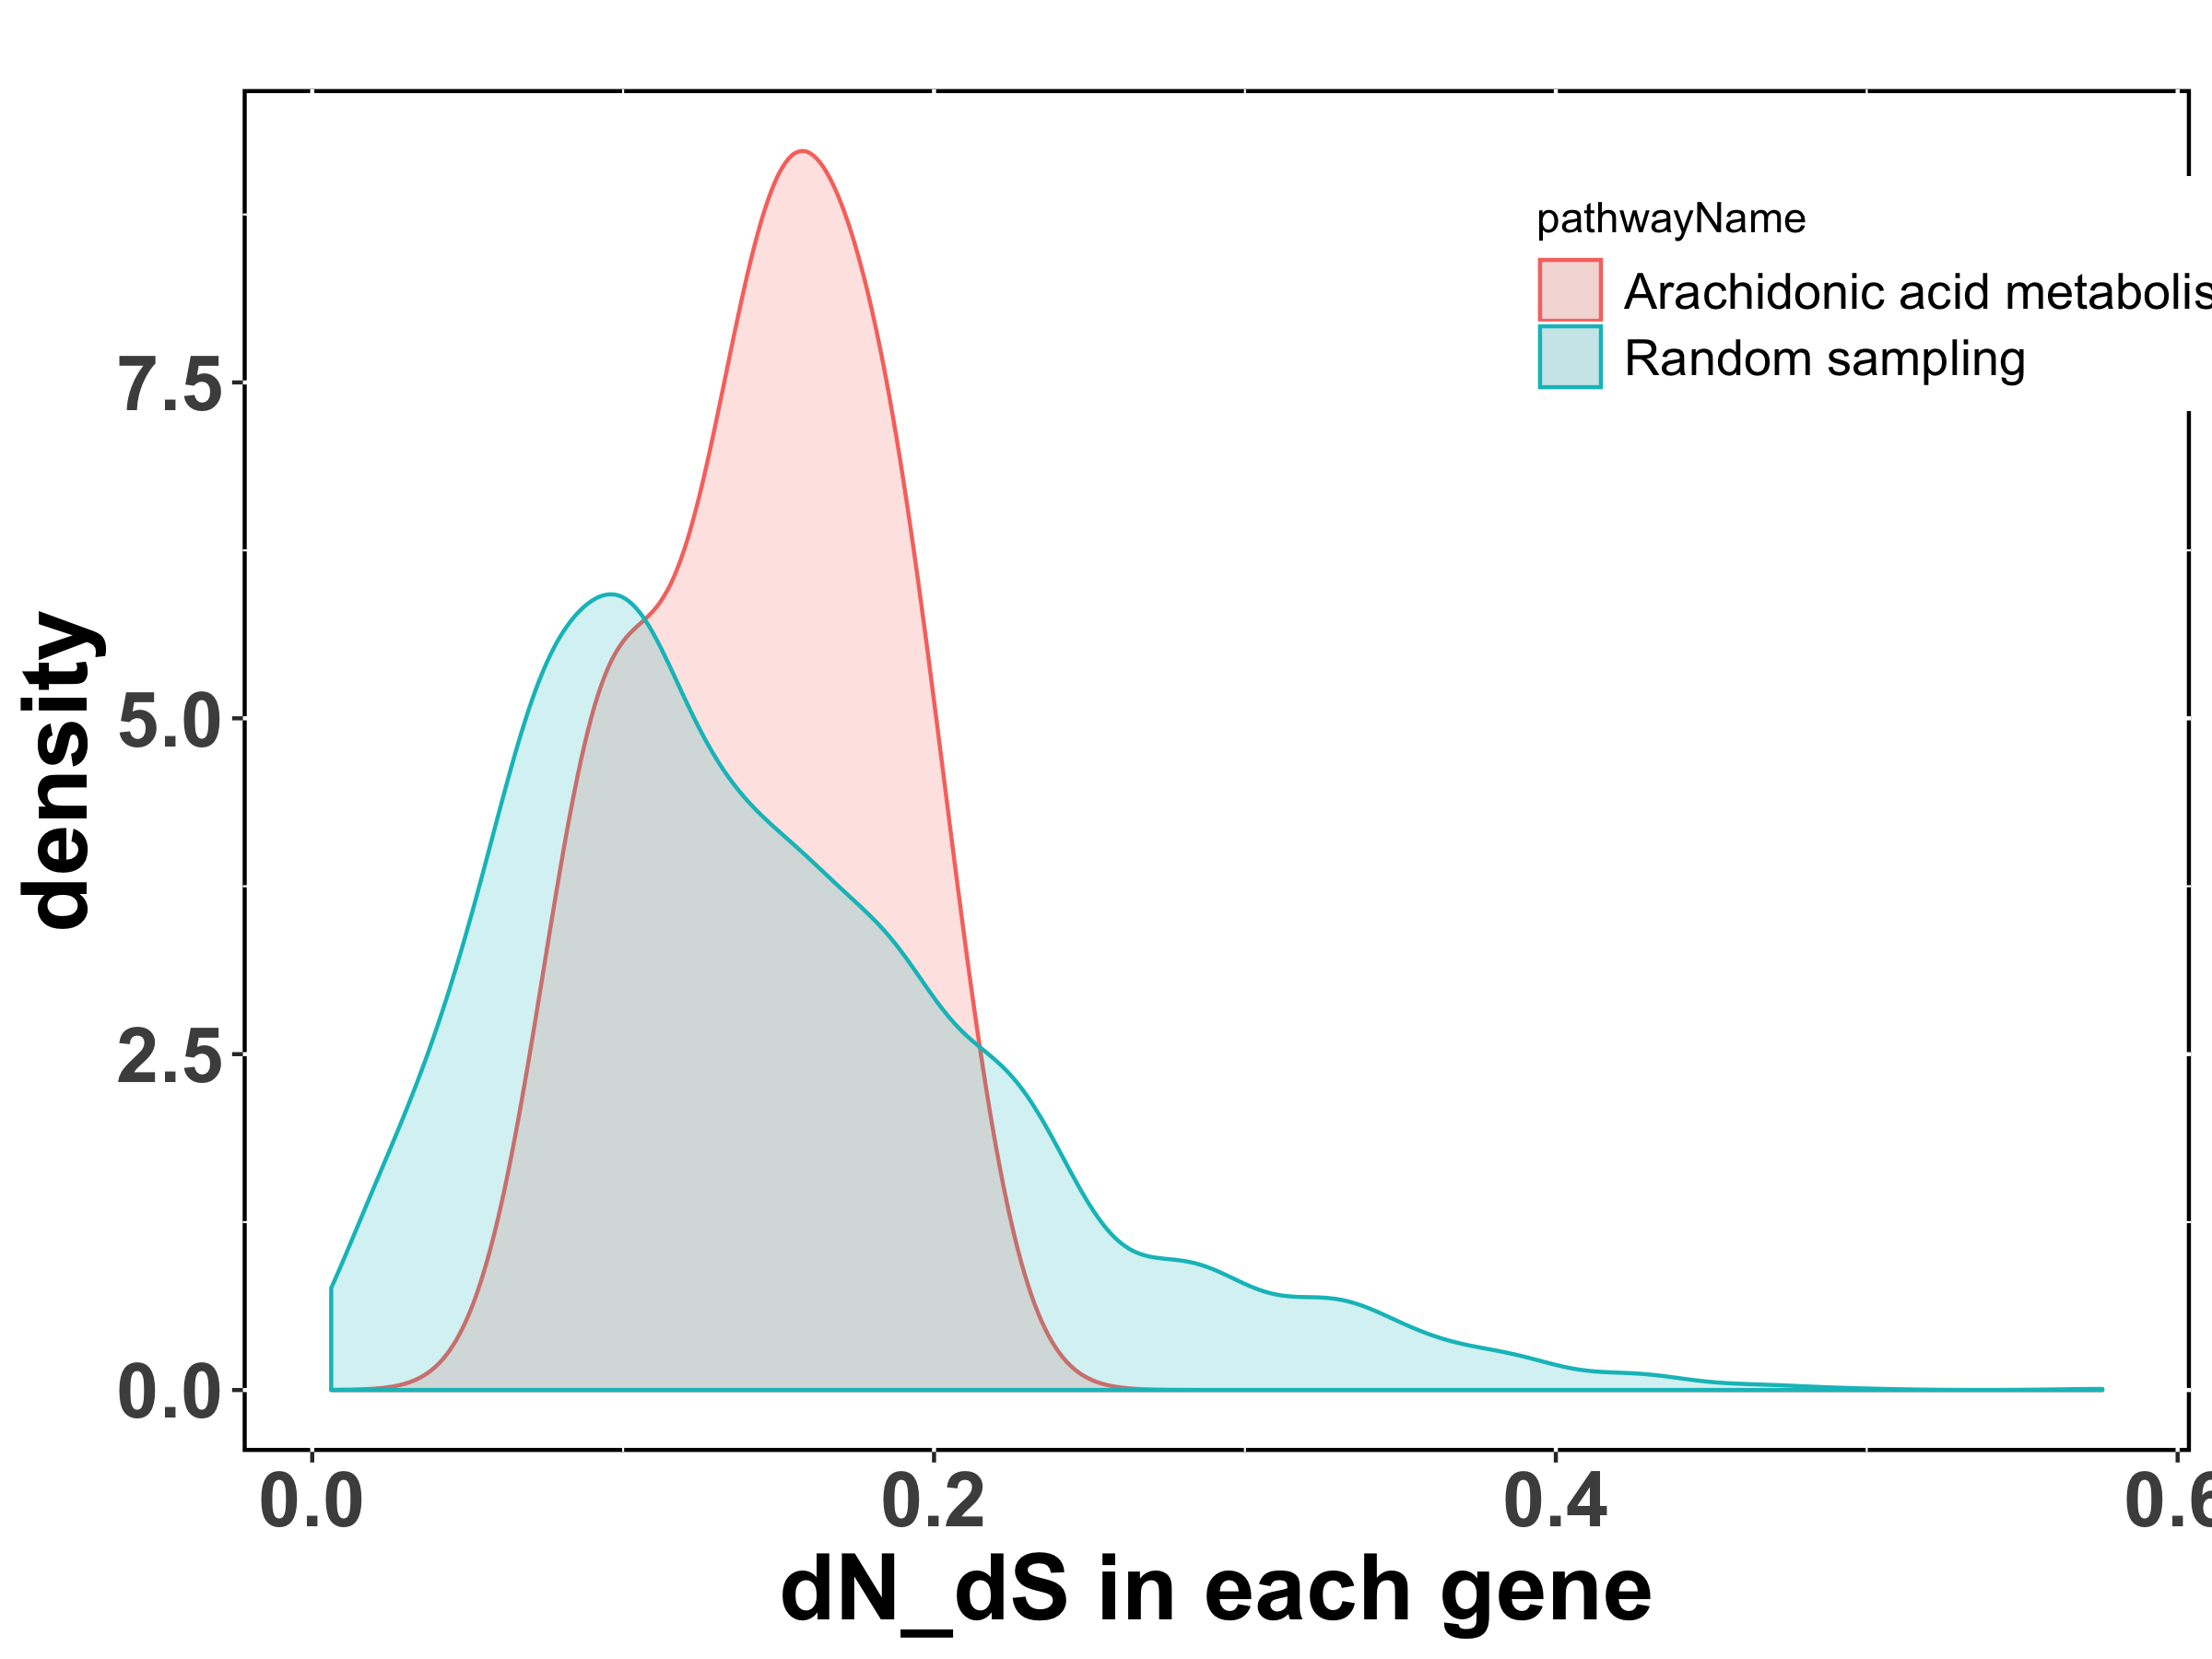 pathwayName
Arachidonic acid metabolis
Random sampling
density
7.5
5.0
2.5
0.0
0.0 0.2 0.4 0.6
dN_dS in each gene